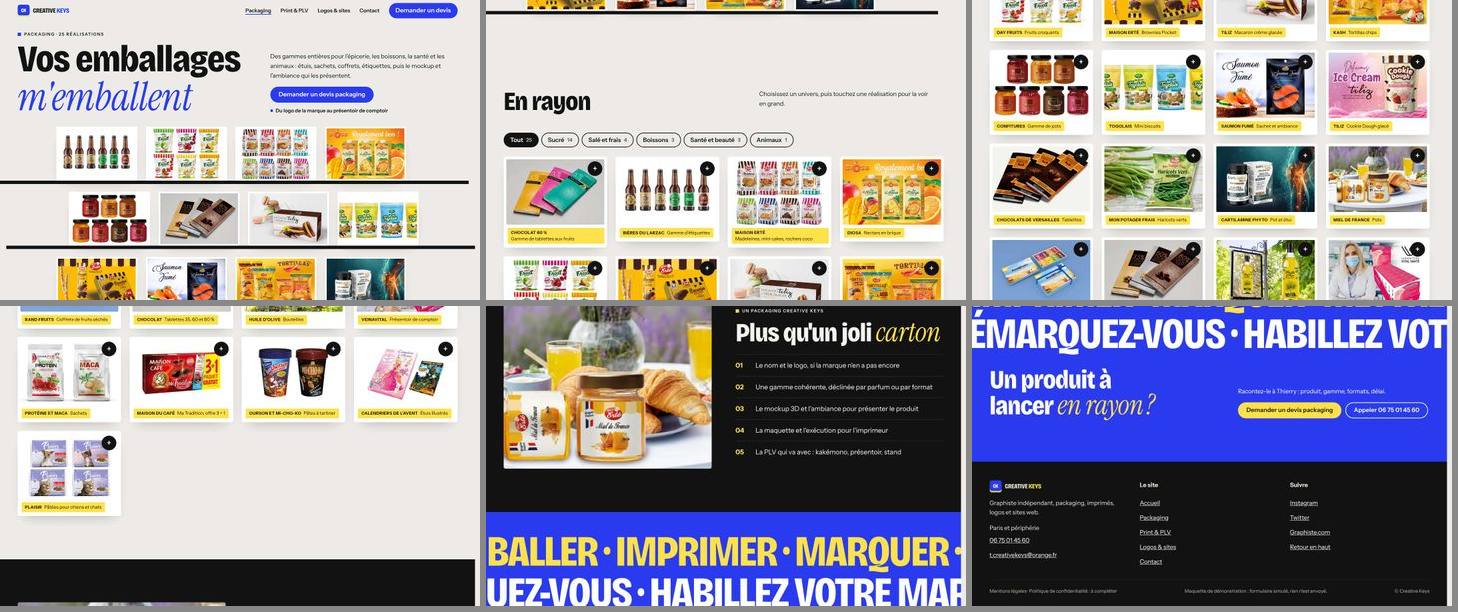 CK CREATIVE KEYS
Packaging
Print & PLV
Logos & sites
Contact
Demander un devis
PACKAGING · 25 RÉALISATIONS
Vos emballages
m'emballent
Des gammes entières pour l'épicerie, les boissons, la santé et les
animaux : étuis, sachets, coffrets, étiquettes, puis le mockup et
l'ambiance qui les présentent.
Demander un devis packaging
Du logo de la marque au présentoir de comptoir
En rayon
Choisissez un univers, puis touchez une réalisation pour la voir
en grand.
Tout 25
Sucré 14
Salé et frais 4
Boissons 3
Santé et beauté 3
Animaux 1
CHOCOLAT 60 %
Gamme de tablettes aux fruits
BIÈRES DU LARZAC Gamme d'étiquettes
MAISON ERTÉ
Madeleines, mini-cakes, rochers coco
DIOSA Nectars en brique
DAY FRUITS Fruits croquants
MAISON ERTÉ Brownies Pocket
TILIZ Macaron crème glacée
KASH Tortillas chips
CONFITURES Gamme de pots
TOGOLAIS Mini biscuits
SAUMON FUMÉ Sachet et ambiance
TILIZ Cookie Dough glacé
CHOCOLATS DE VERSAILLES Tablettes
MON POTAGER FRAIS Haricots verts
CARTILAGINE PHYTO Pot et étui
MIEL DE FRANCE Pots
RAND FRUITS Coffrets de fruits séchés
CHOCOLAT Tablettes 35, 60 et 80 %
HUILE D'OLIVE Bouteilles
VEINAVITAL Présentoir de comptoir
PROTÉINE ET MACA Sachets
MAISON DU CAFÉ Ma Tradition, offre 3 + 1
OURSON ET MI-CHO-KO Pâtes à tartiner
CALENDRIERS DE L'AVENT Étuis illustrés
PLAISIR Pâtées pour chiens et chats
UN PACKAGING CREATIVE KEYS
Plus qu'un joli carton
01 Le nom et le logo, si la marque n'en a pas encore
02 Une gamme cohérente, déclinée par parfum ou par format
03 Le mockup 3D et l'ambiance pour présenter le produit
04 La maquette et l'exécution pour l'imprimeur
05 La PLV qui va avec : kakémono, présentoir, stand
BALLER · IMPRIMER · MARQUER ·
UEZ-VOUS · HABILLEZ VOTRE MAR
ÉMARQUEZ-VOUS · HABILLEZ VOT
Un produit à
lancer en rayon ?
Racontez-le à Thierry : produit, gamme, formats, délai.
Demander un devis packaging
Appeler 06 75 01 45 60
CK CREATIVE KEYS
Graphiste indépendant, packaging, imprimés,
logos et sites web.
Paris et périphérie
06 75 01 45 60
t.creativekeys@orange.fr
Le site
Accueil
Packaging
Print & PLV
Logos & sites
Contact
Suivre
Instagram
Twitter
Graphiste.com
Retour en haut
Mentions légales · Politique de confidentialité : à compléter
Maquette de démonstration : formulaire simulé, rien n'est envoyé.
© Creative Keys